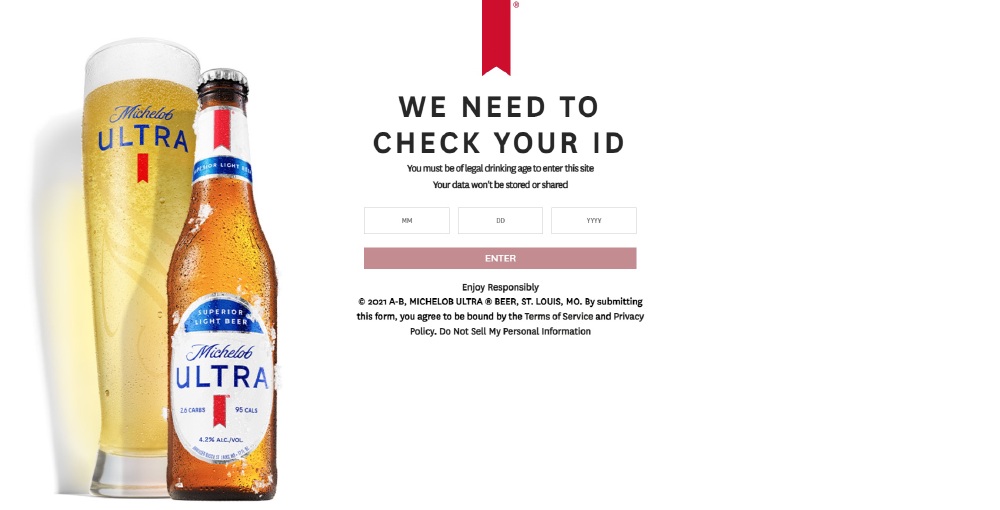 ®
WE NEED TO
CHECK YOUR ID
You must be of legal drinking age to enter this site
Your data won't be stored or shared
MM
DD
YYYY
ENTER
Enjoy Responsibly
© 2021 A-B, MICHELOB ULTRA ® BEER, ST. LOUIS, MO. By submitting
this form, you agree to be bound by the Terms of Service and Privacy
Policy. Do Not Sell My Personal Information
Michelob
ULTRA
SUPERIOR LIGHT BEER
SUPERIOR
LIGHT BEER
Michelob
ULTRA
2.6 CARBS
95 CALS
4.2% ALC./VOL.